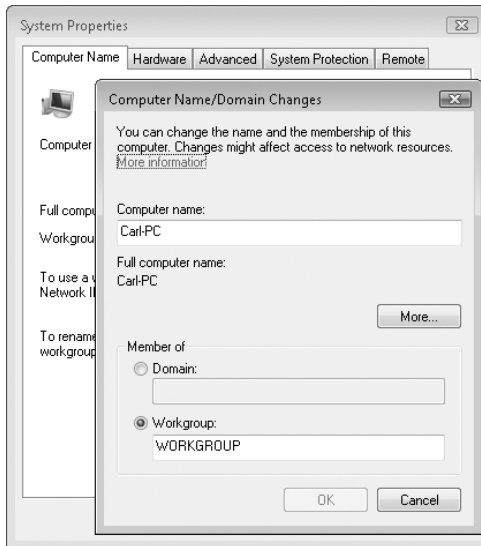 System Properties
Computer Name Hardware Advanced System Protection Remote
Computer Name/Domain Changes
You can change the name and the membership of this
computer. Changes might affect access to network resources.
More information
Computer
Full compu
Workgrou
To use a
Network I
To rename
workgroup
Computer name:
Carl-PC
Full computer name:
Carl-PC
More...
Member of
Domain:
Workgroup:
WORKGROUP
OK Cancel